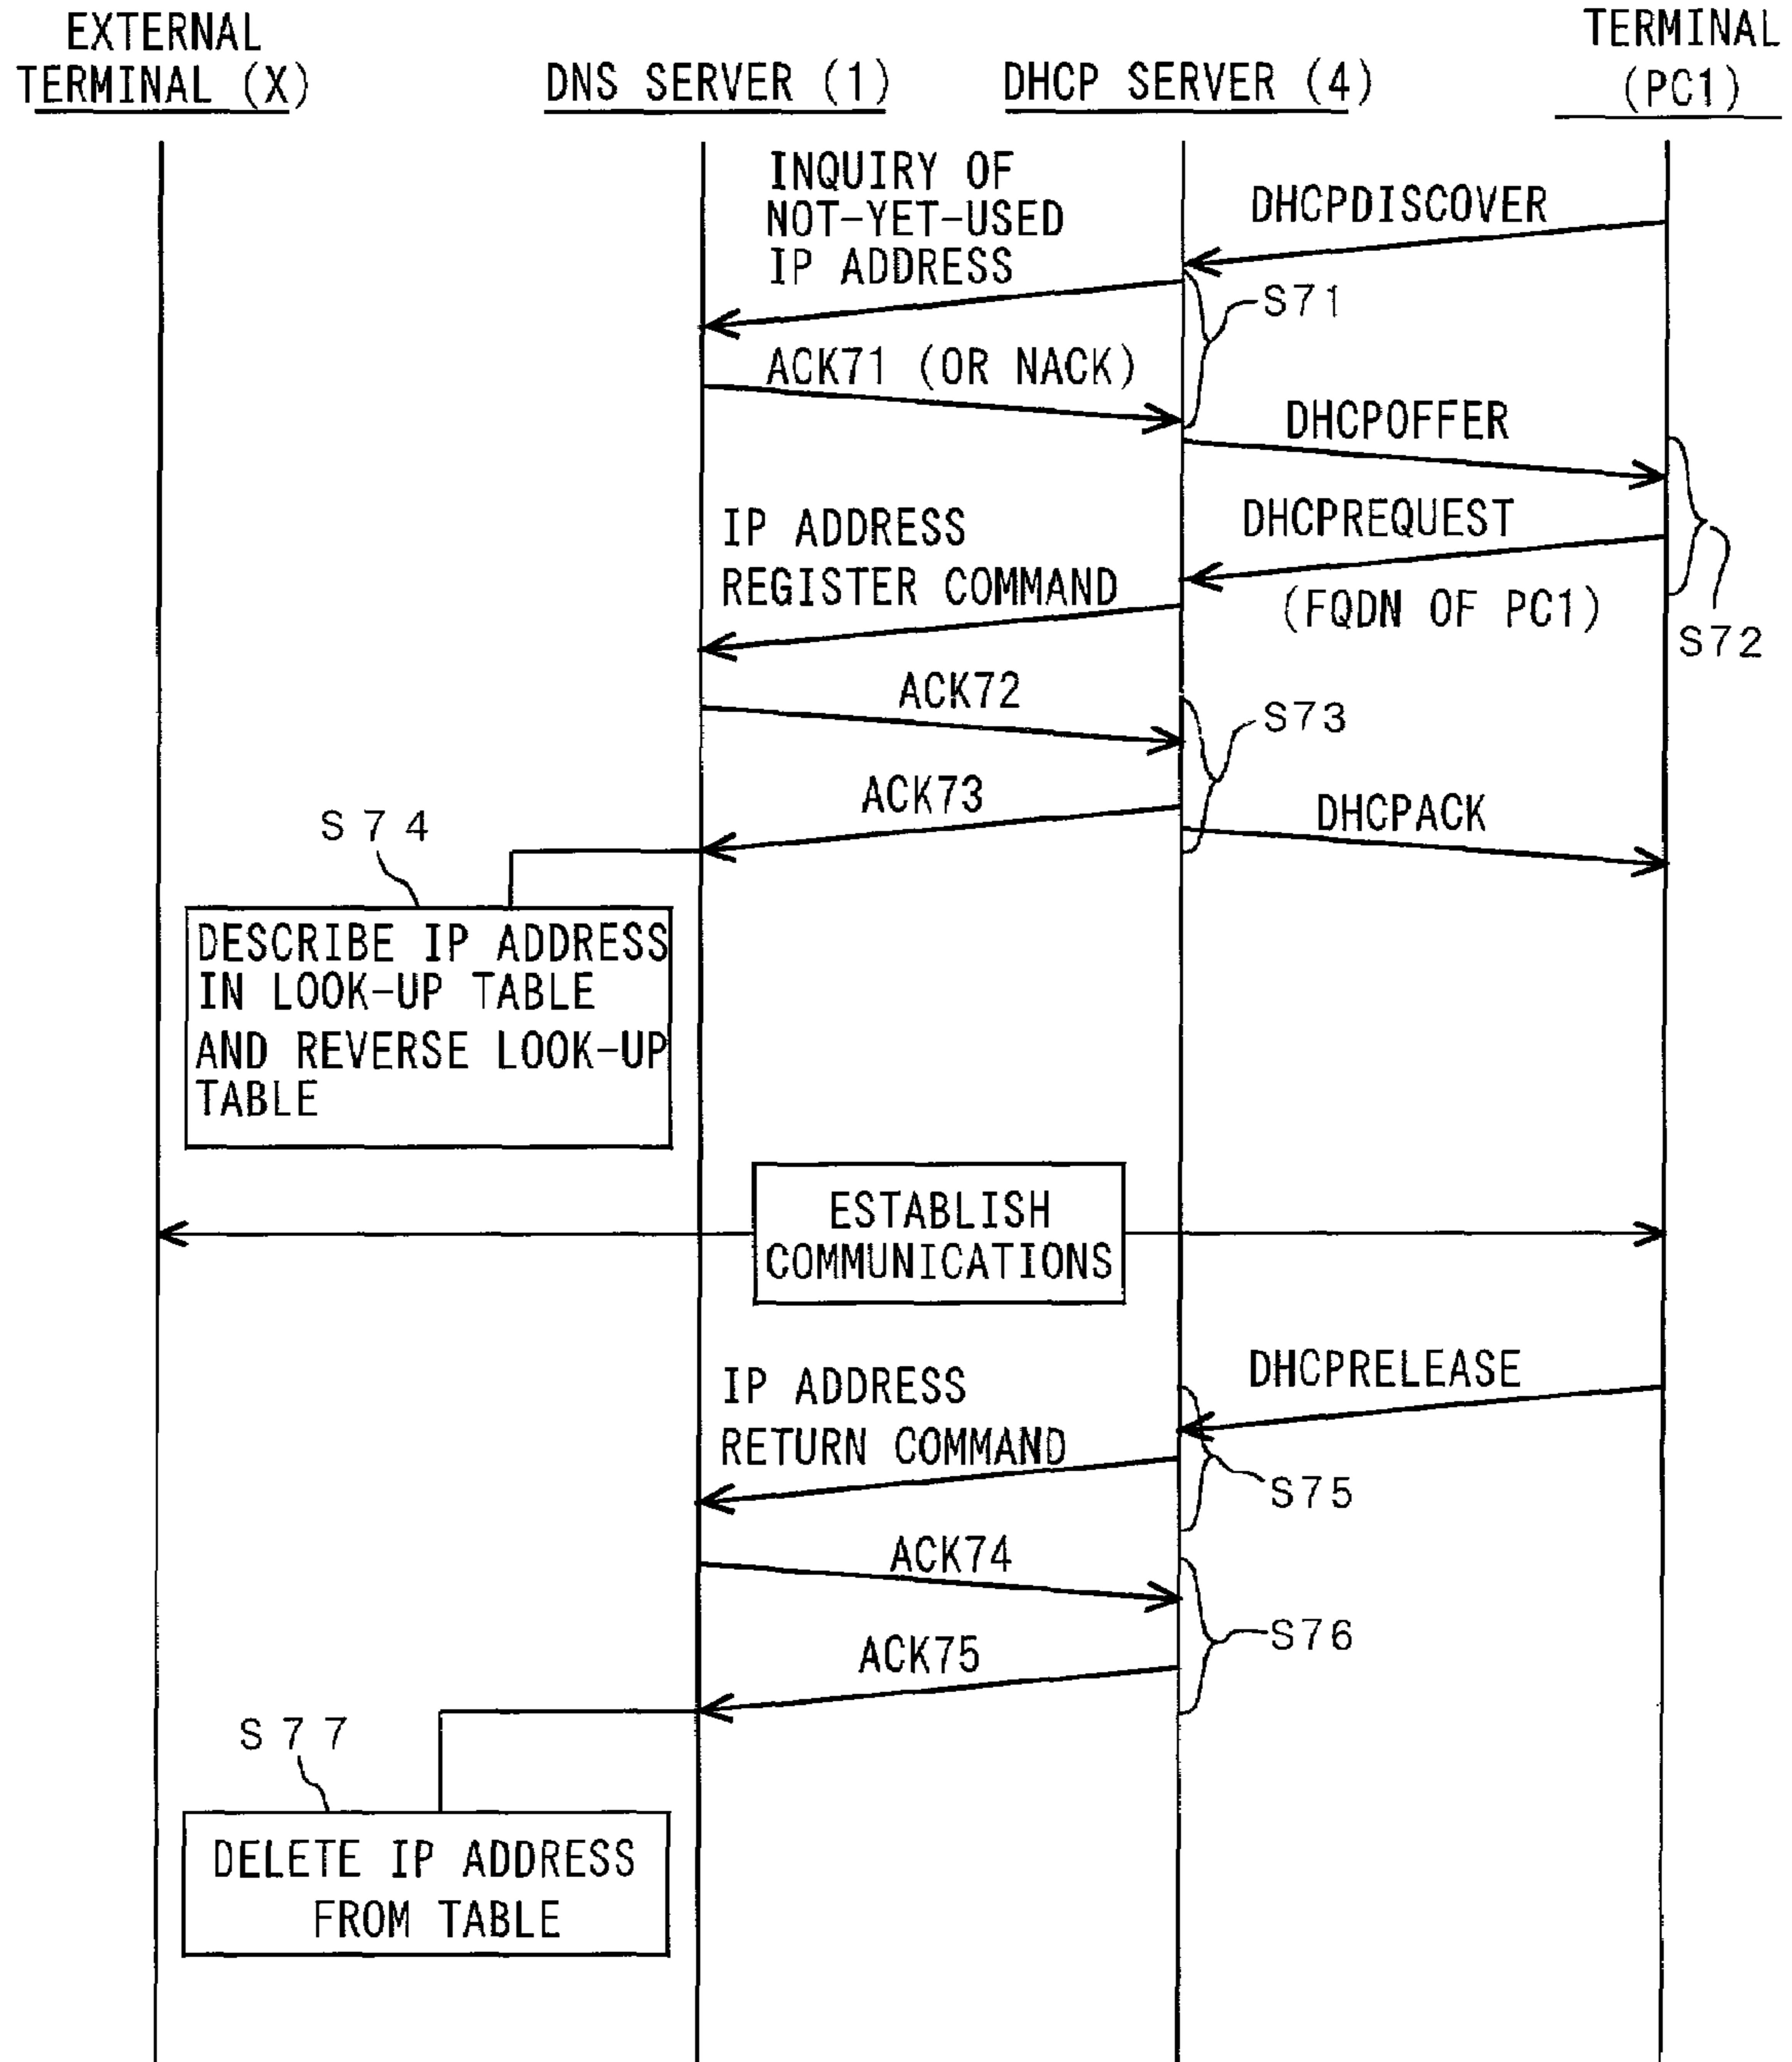 EXTERNAL
TERMINAL (X)
DNS SERVER (1)
DHCP SERVER (4)
TERMINAL
(PC1)
INQUIRY OF
NOT-YET-USED
IP ADDRESS
DHCPDISCOVER
S71
ACK71 (OR NACK)
DHCPOFFER
IP ADDRESS
REGISTER COMMAND
DHCPREQUEST
(FQDN OF PC1)
S72
ACK72
S73
ACK73
DHCPACK
S74
DESCRIBE IP ADDRESS
IN LOOK-UP TABLE
AND REVERSE LOOK-UP
TABLE
ESTABLISH
COMMUNICATIONS
IP ADDRESS
RETURN COMMAND
DHCPRELEASE
S75
ACK74
S76
ACK75
S77
DELETE IP ADDRESS
FROM TABLE